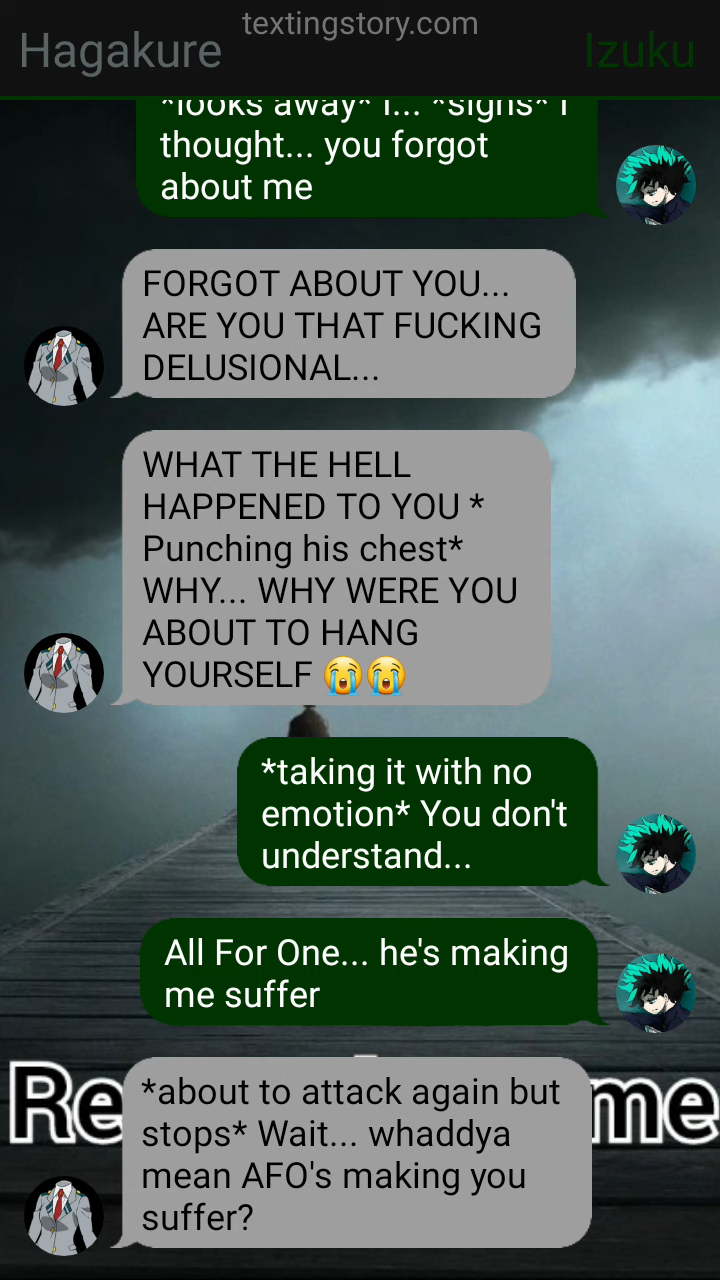 textingstory.com
Hagakure
Izuku
*looks away* I... *sighs* I
thought... you forgot
about me
FORGOT ABOUT YOU...
ARE YOU THAT FUCKING
DELUSIONAL...
WHAT THE HELL
HAPPENED TO YOU *
Punching his chest*
WHY... WHY WERE YOU
ABOUT TO HANG
YOURSELF 😭😭
*taking it with no
emotion* You don't
understand...
All For One... he's making
me suffer
*about to attack again but
stops* Wait... whaddya
mean AFO's making you
suffer?
Re
me